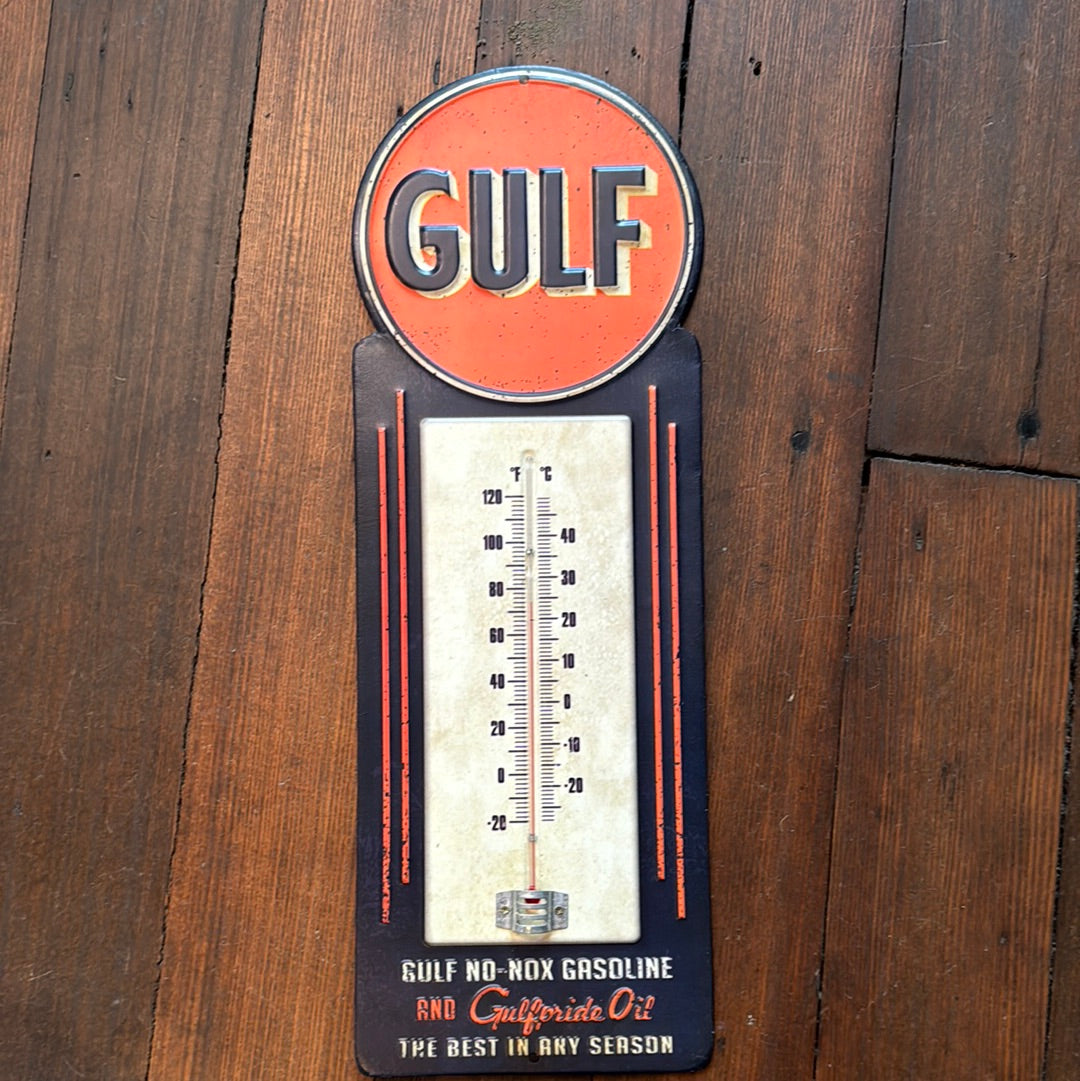 GULF
°F °C
120
100 40
80 30
60 20
40 10
20 0
0 -10
-20 -20
GULF NO-NOX GASOLINE
AND Gulfpride Oil
THE BEST IN ANY SEASON